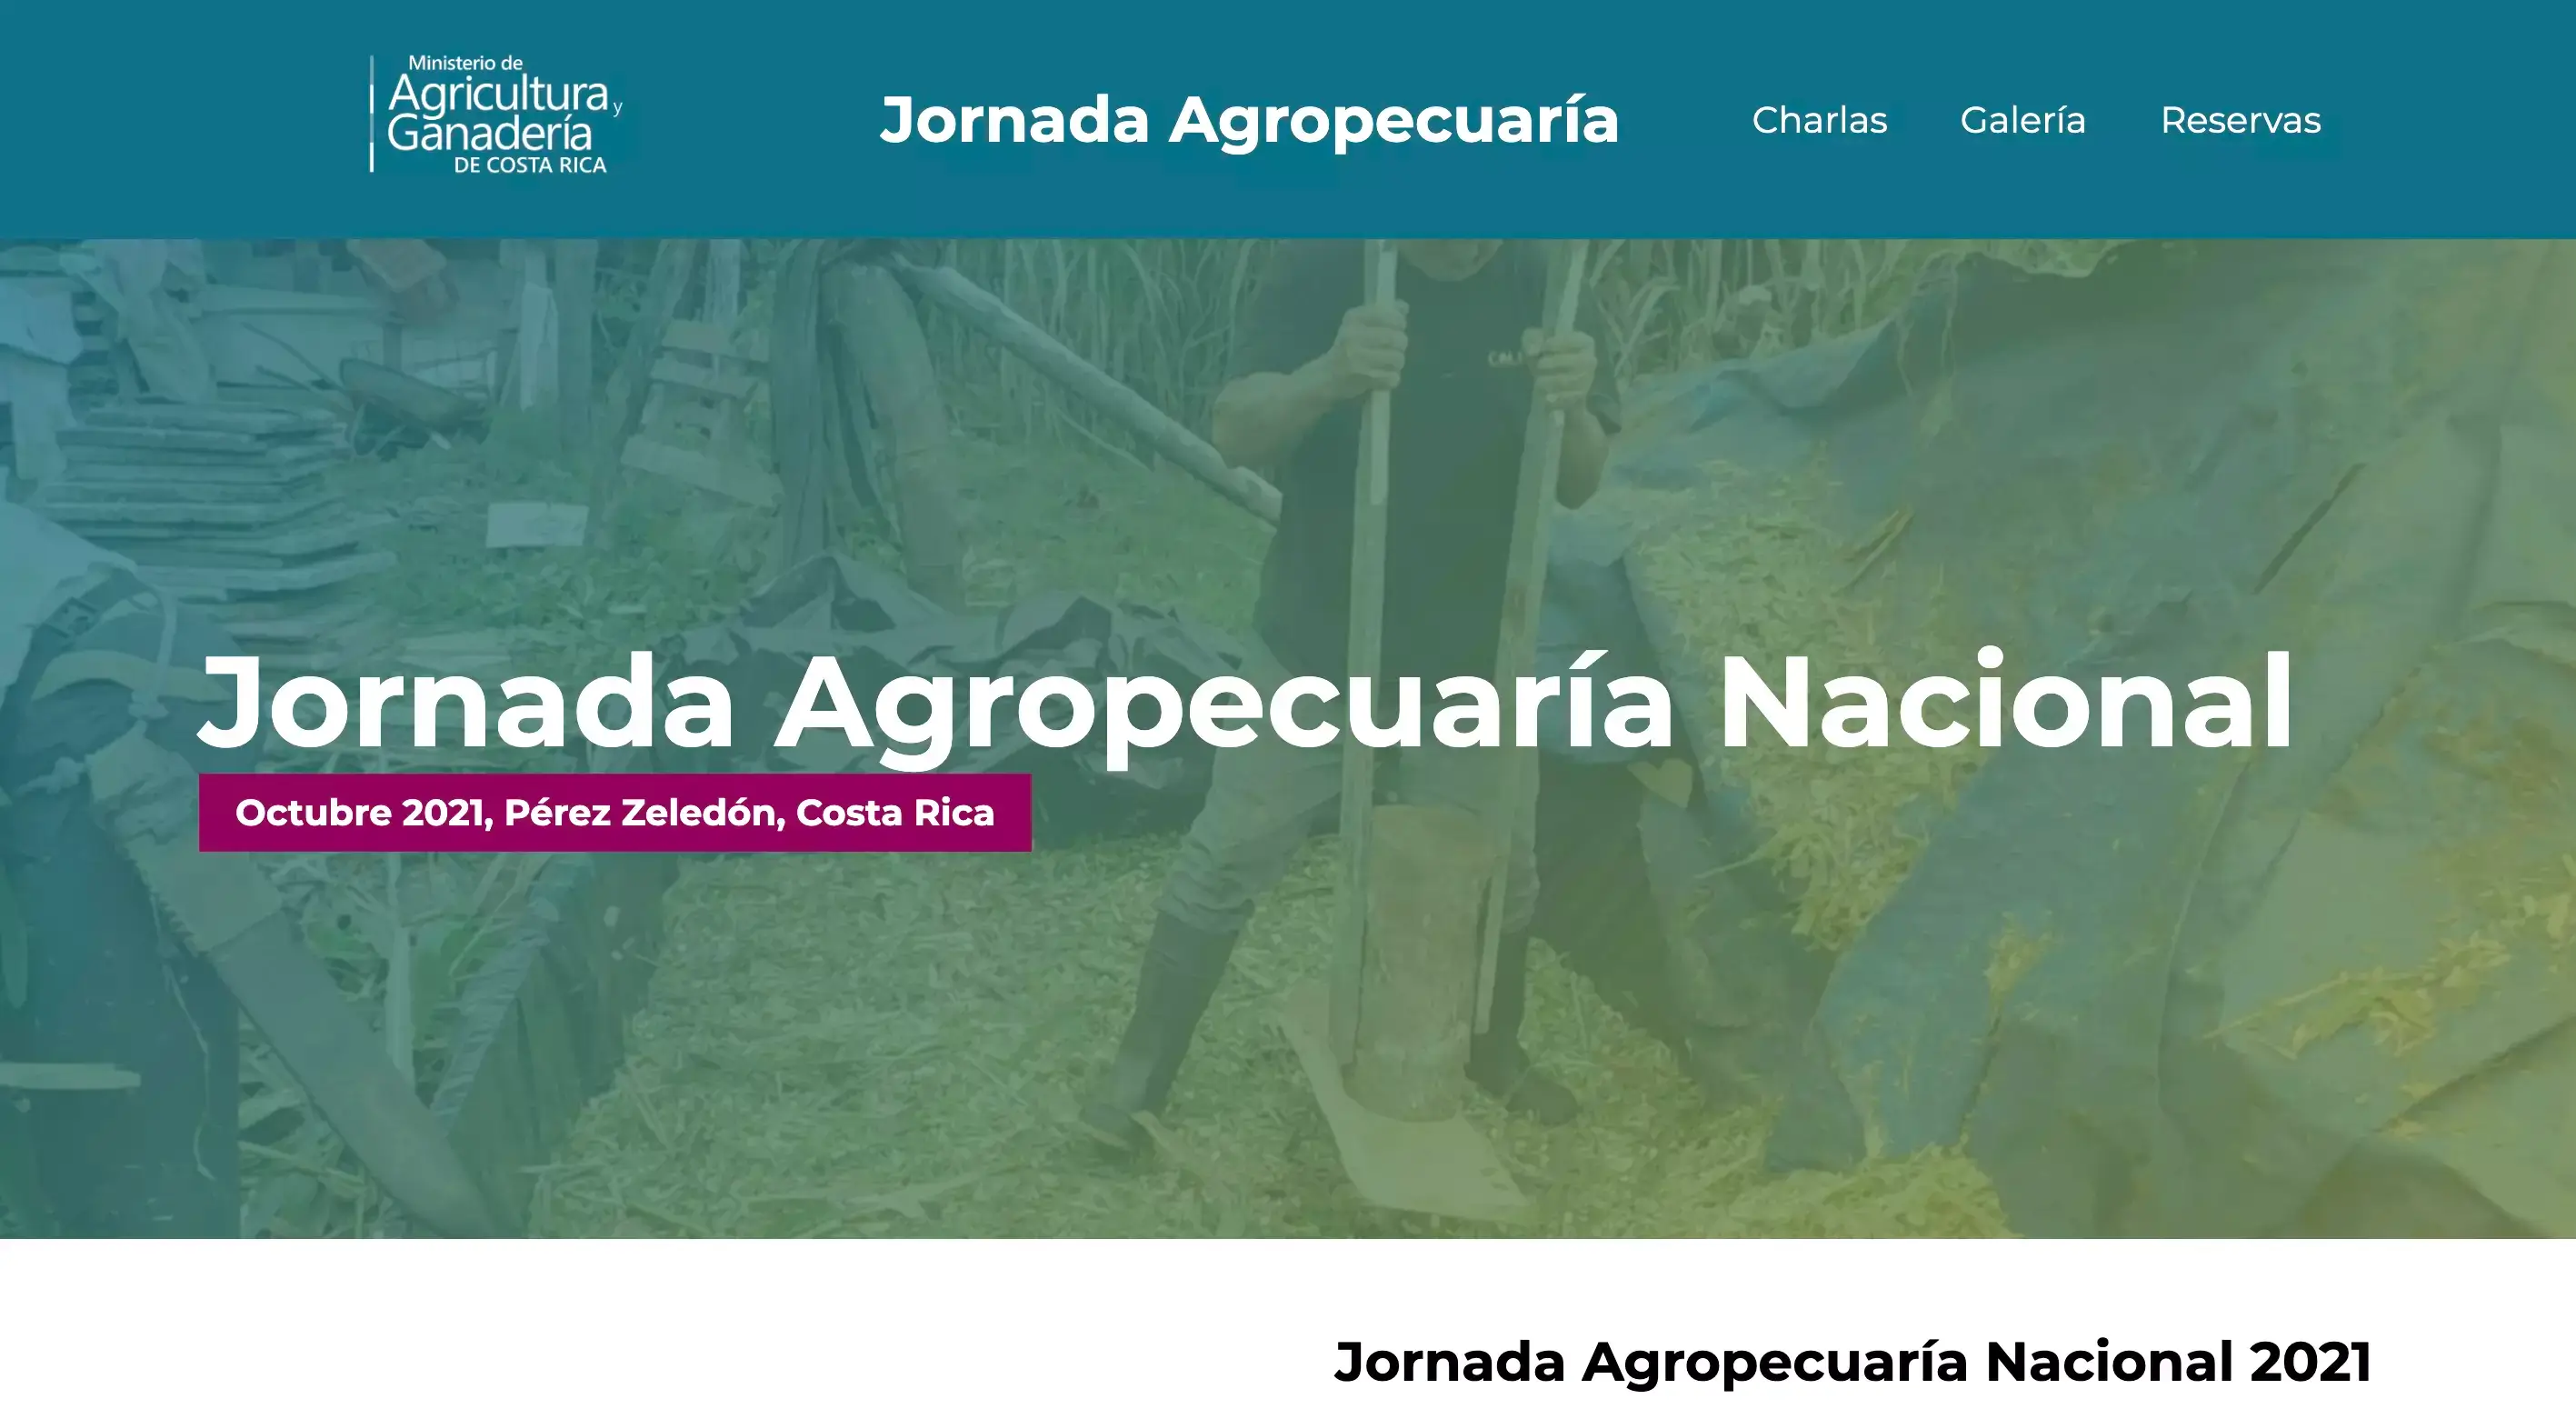 Ministerio de
Agricultura y
Ganadería
DE COSTA RICA
Jornada Agropecuaría
Charlas
Galería
Reservas
Jornada Agropecuaría Nacional
Octubre 2021, Pérez Zeledón, Costa Rica
Jornada Agropecuaría Nacional 2021